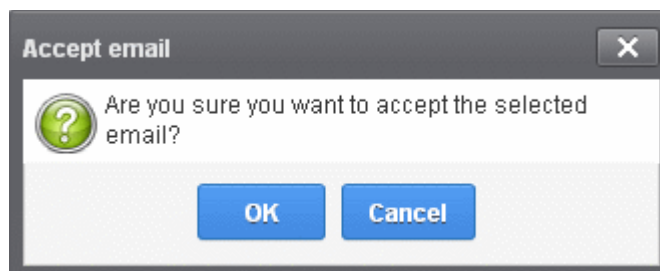 Accept email
Are you sure you want to accept the selected
email?
OK
Cancel